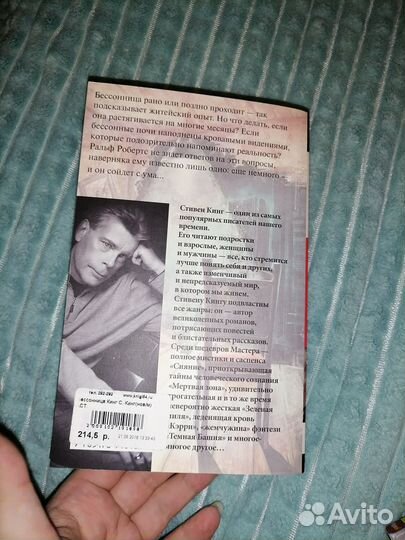 Бессонница рано или поздно проходит — так
подсказывает житейский опыт. Но что делать, если
она растягивается на многие месяцы? Если
бессонные ночи наполнены кровавыми видениями,
которые подозрительно напоминают реальность?
Ральф Робертс не знает ответов на эти вопросы,
наверняка ему известно лишь одно: еще немного —
и он сойдет с ума...
Стивен Кинг — один из самых
популярных писателей нашего
времени.
Его читают подростки
и взрослые, женщины
и мужчины — все, кто стремится
лучше понять себя и других,
а также изменчивый
и непредсказуемый мир,
в котором мы живем.
Стивену Кингу подвластны
все жанры: он — автор
великолепных романов,
потрясающих повестей
и блистательных рассказов.
Среди шедевров Мастера —
полное мистики и саспенса
«Сияние», приоткрывающая
тайны человеческого сознания
«Мертвая зона», удивительно
трогательная и в то же время
невероятно жесткая «Зеленая
миля», леденящая кровь
«Кэрри», «жемчужина» фэнтези
«Темная Башня» и многое-
многое другое...
тел. 292-292
Бессонница Кинг С.
АСТ
214,5 р.
Avito